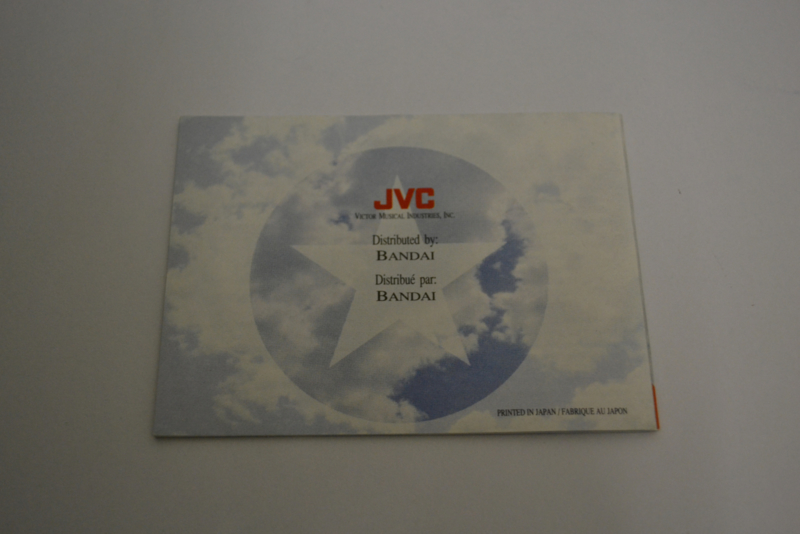 JVC
VICTOR MUSICAL INDUSTRIES, INC.
Distributed by:
BANDAI
Distribué par:
BANDAI
PRINTED IN JAPAN / FABRIQUE AU JAPON